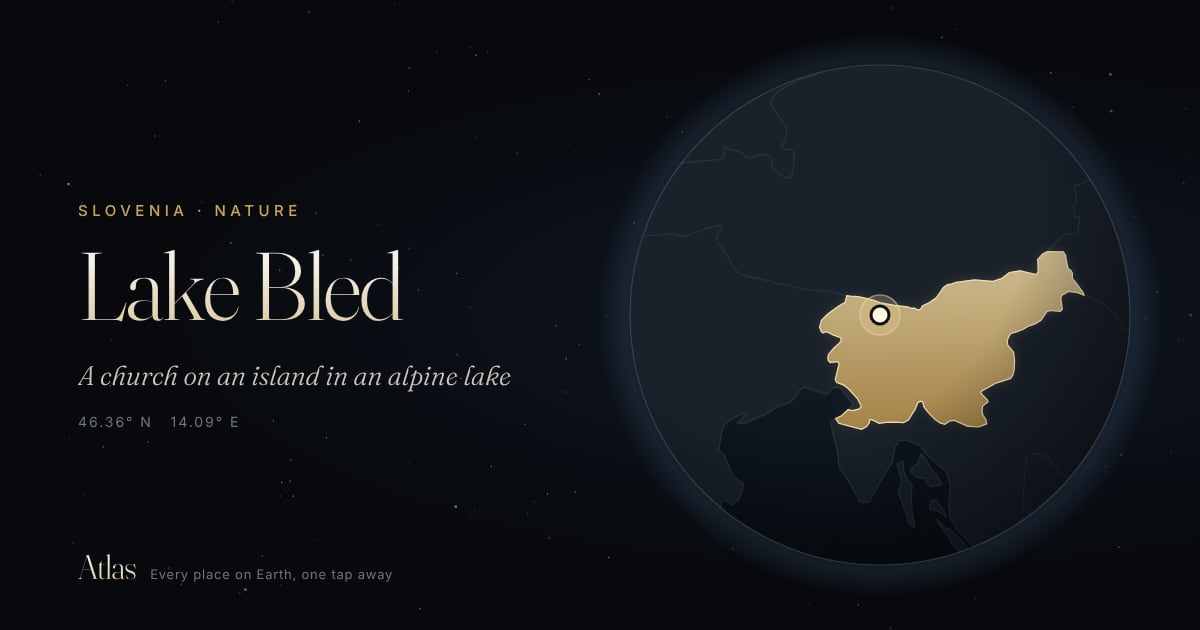 SLOVENIA · NATURE
Lake Bled
A church on an island in an alpine lake
46.36° N 14.09° E
Atlas Every place on Earth, one tap away